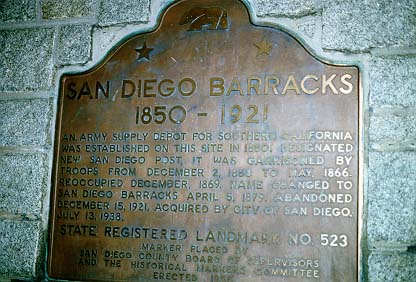 SAN DIEGO BARRACKS
1850 - 1921
AN ARMY SUPPLY DEPOT FOR SOUTHERN CALIFORNIA
WAS ESTABLISHED ON THIS SITE IN 1850. DESIGNATED
NEW SAN DIEGO POST, IT WAS GARRISONED BY
TROOPS FROM DECEMBER 2, TO MAY, 1866.
REOCCUPIED DECEMBER, 1869. NAME CHANGED TO
SAN DIEGO BARRACKS APRIL 5, 1879. ABANDONED
DECEMBER 15, 1921. ACQUIRED BY CITY OF SAN DIEGO,
JULY 13, 1938.
STATE REGISTERED LANDMARK NO. 523
MARKER PLACED BY
SAN DIEGO COUNTY BOARD OF SUPERVISORS
AND THE HISTORICAL MARKERS COMMITTEE
ERECTED